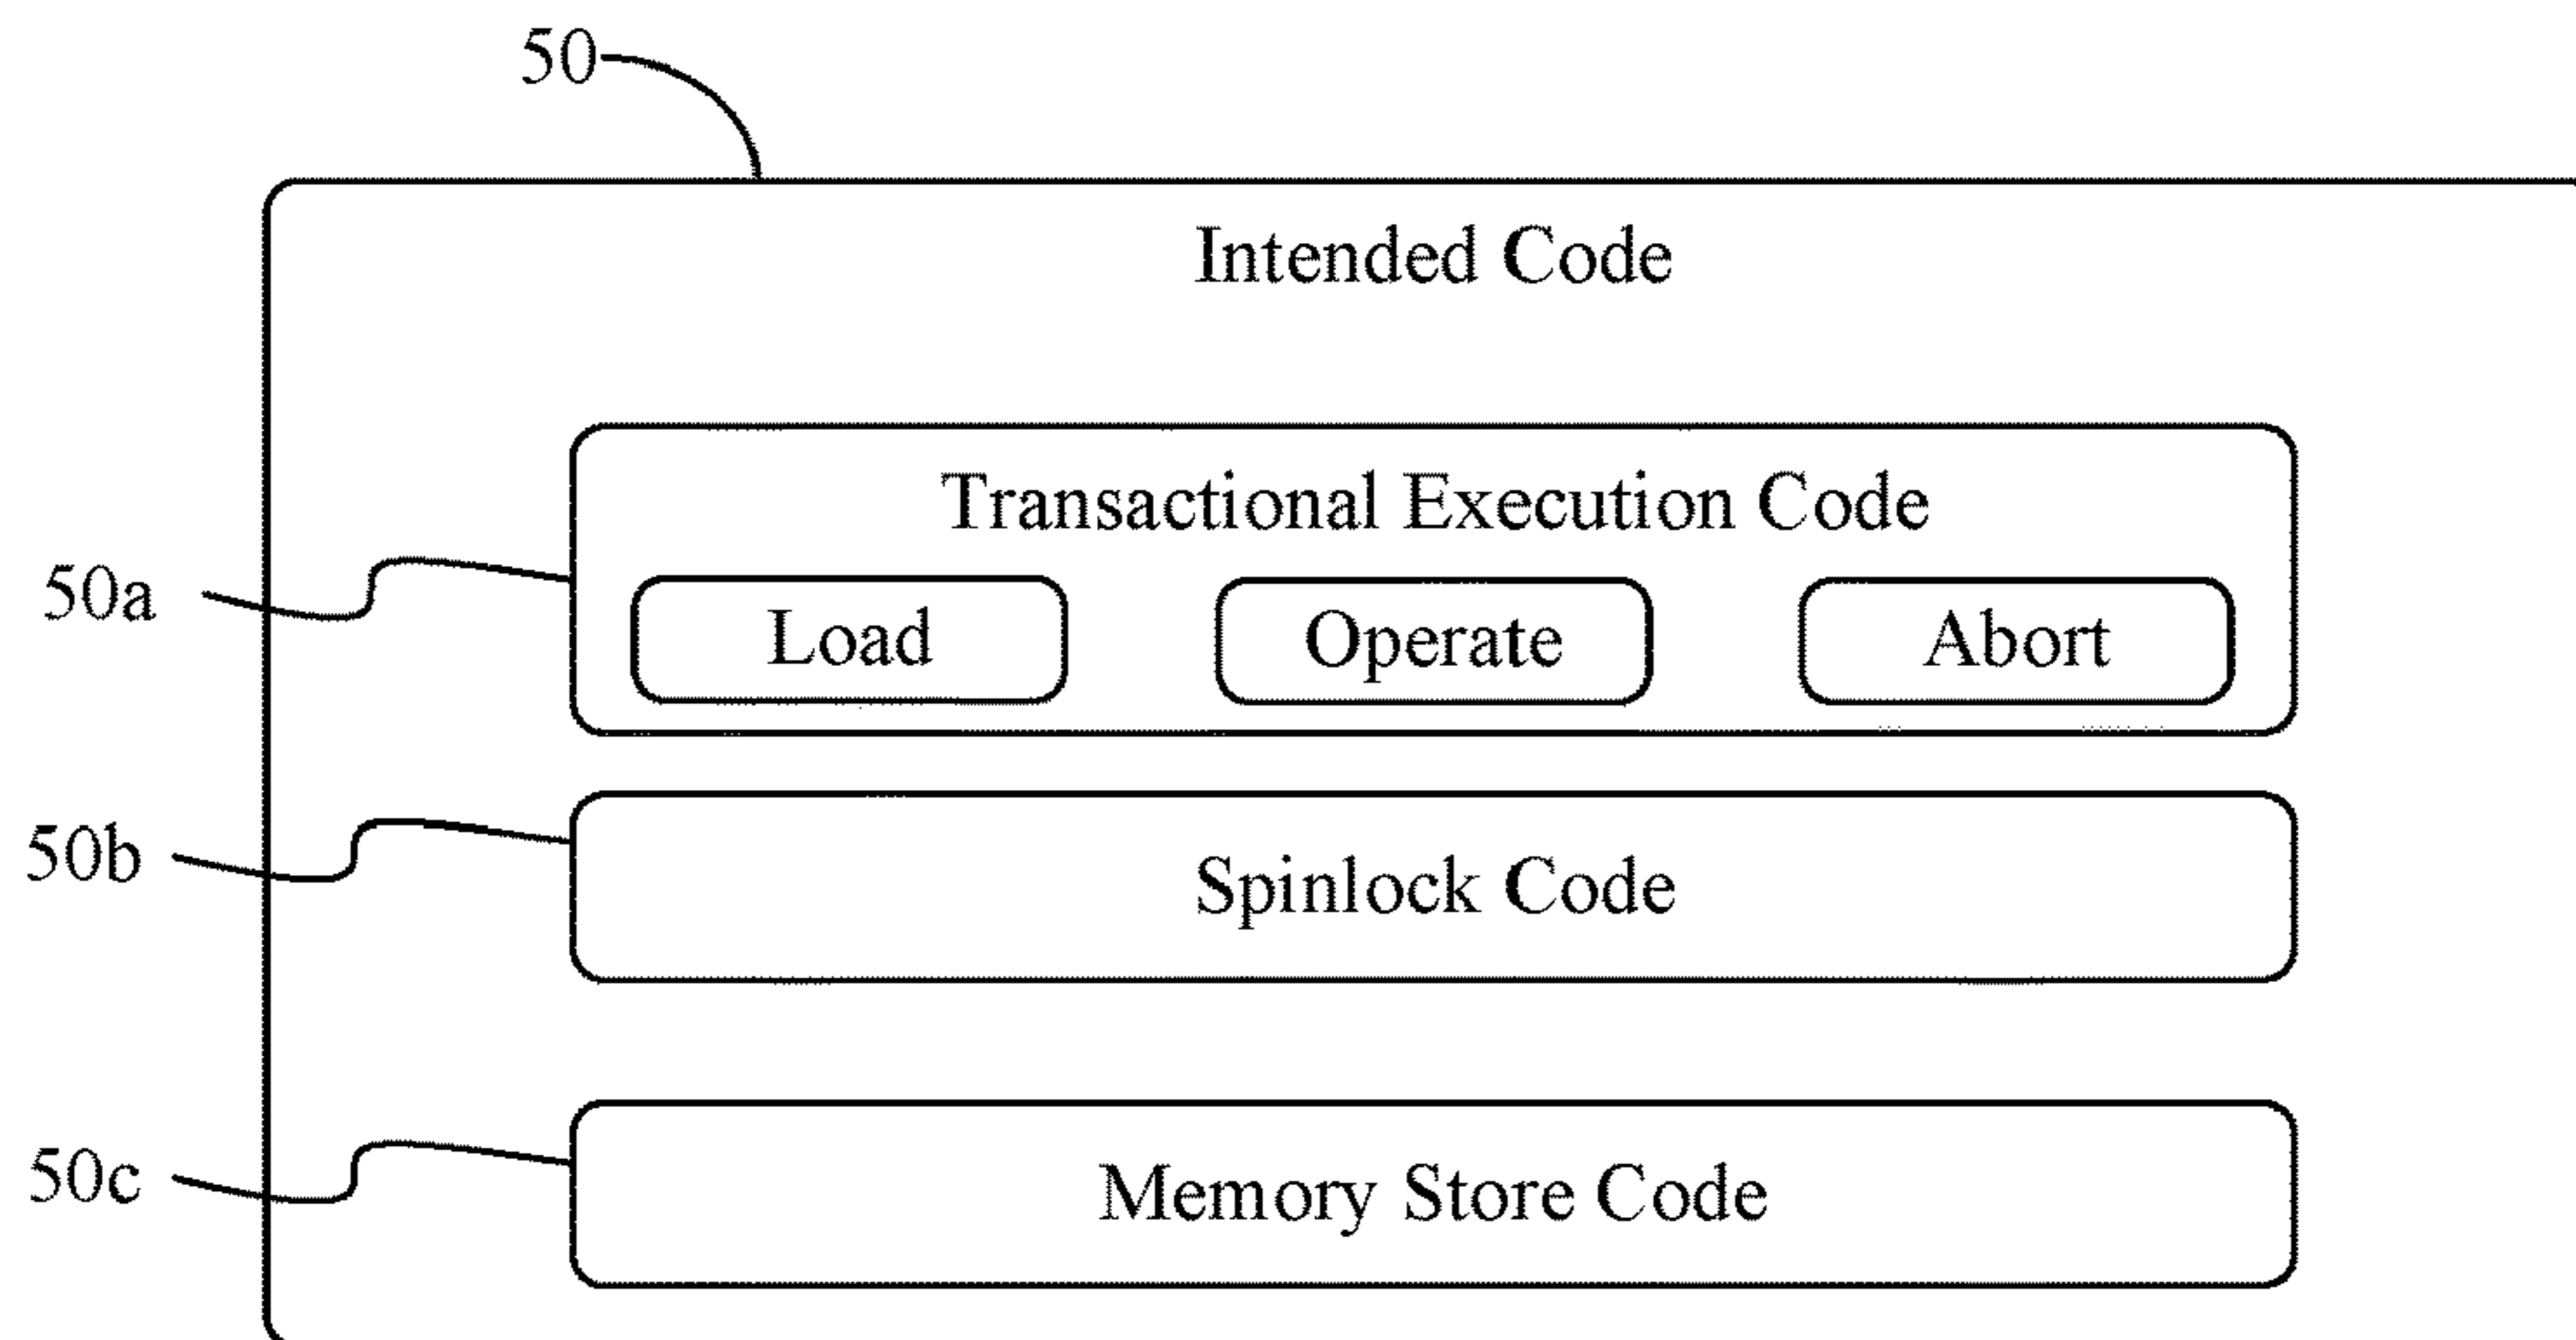 50
Intended Code
Transactional Execution Code
50a
Load Operate Abort
50b
Spinlock Code
50c
Memory Store Code